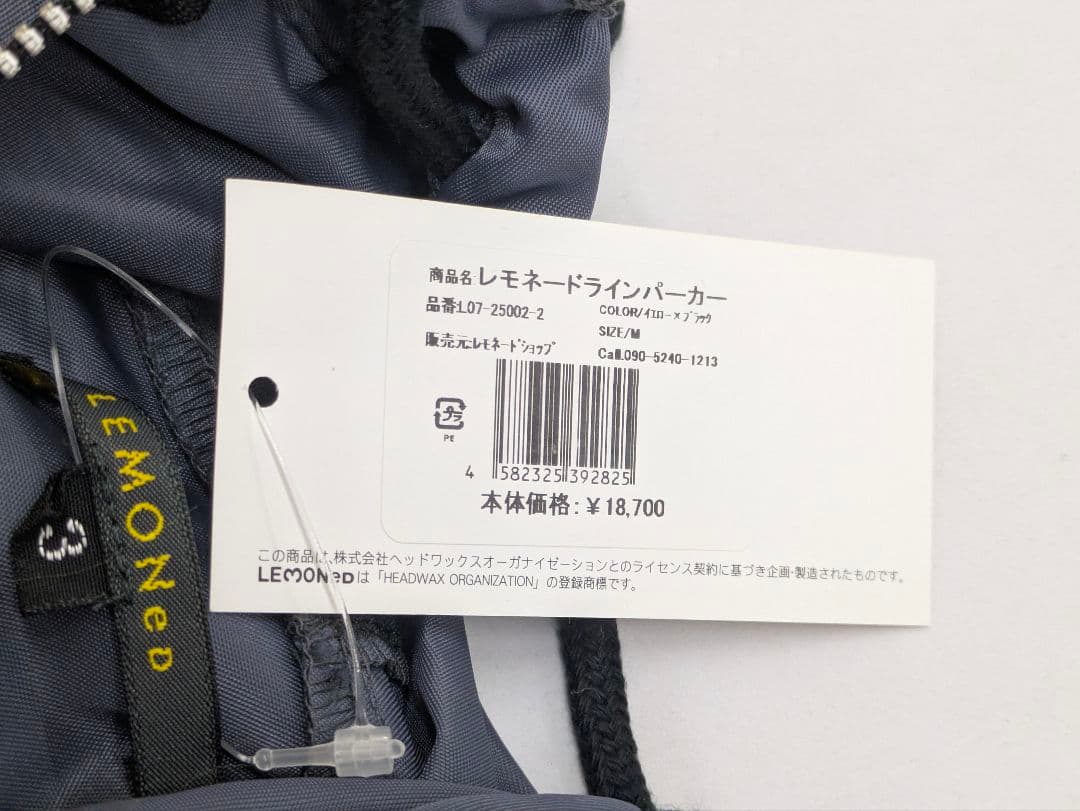 商品名 レモネードラインパーカー
品番:L07-25002-2
COLOR/イエロー×ブラック
SIZE/M
販売元:レモネードショップ
Call.090-5240-1213
プラ
PE
4 582325 392825
本体価格:¥18,700
この商品は、株式会社ヘッドワックスオーガナイゼーションとのライセンス契約に基づき企画・製造されたものです。
LEMONeDは「HEADWAX ORGANIZATION」の登録商標です。
LEMONeD
3